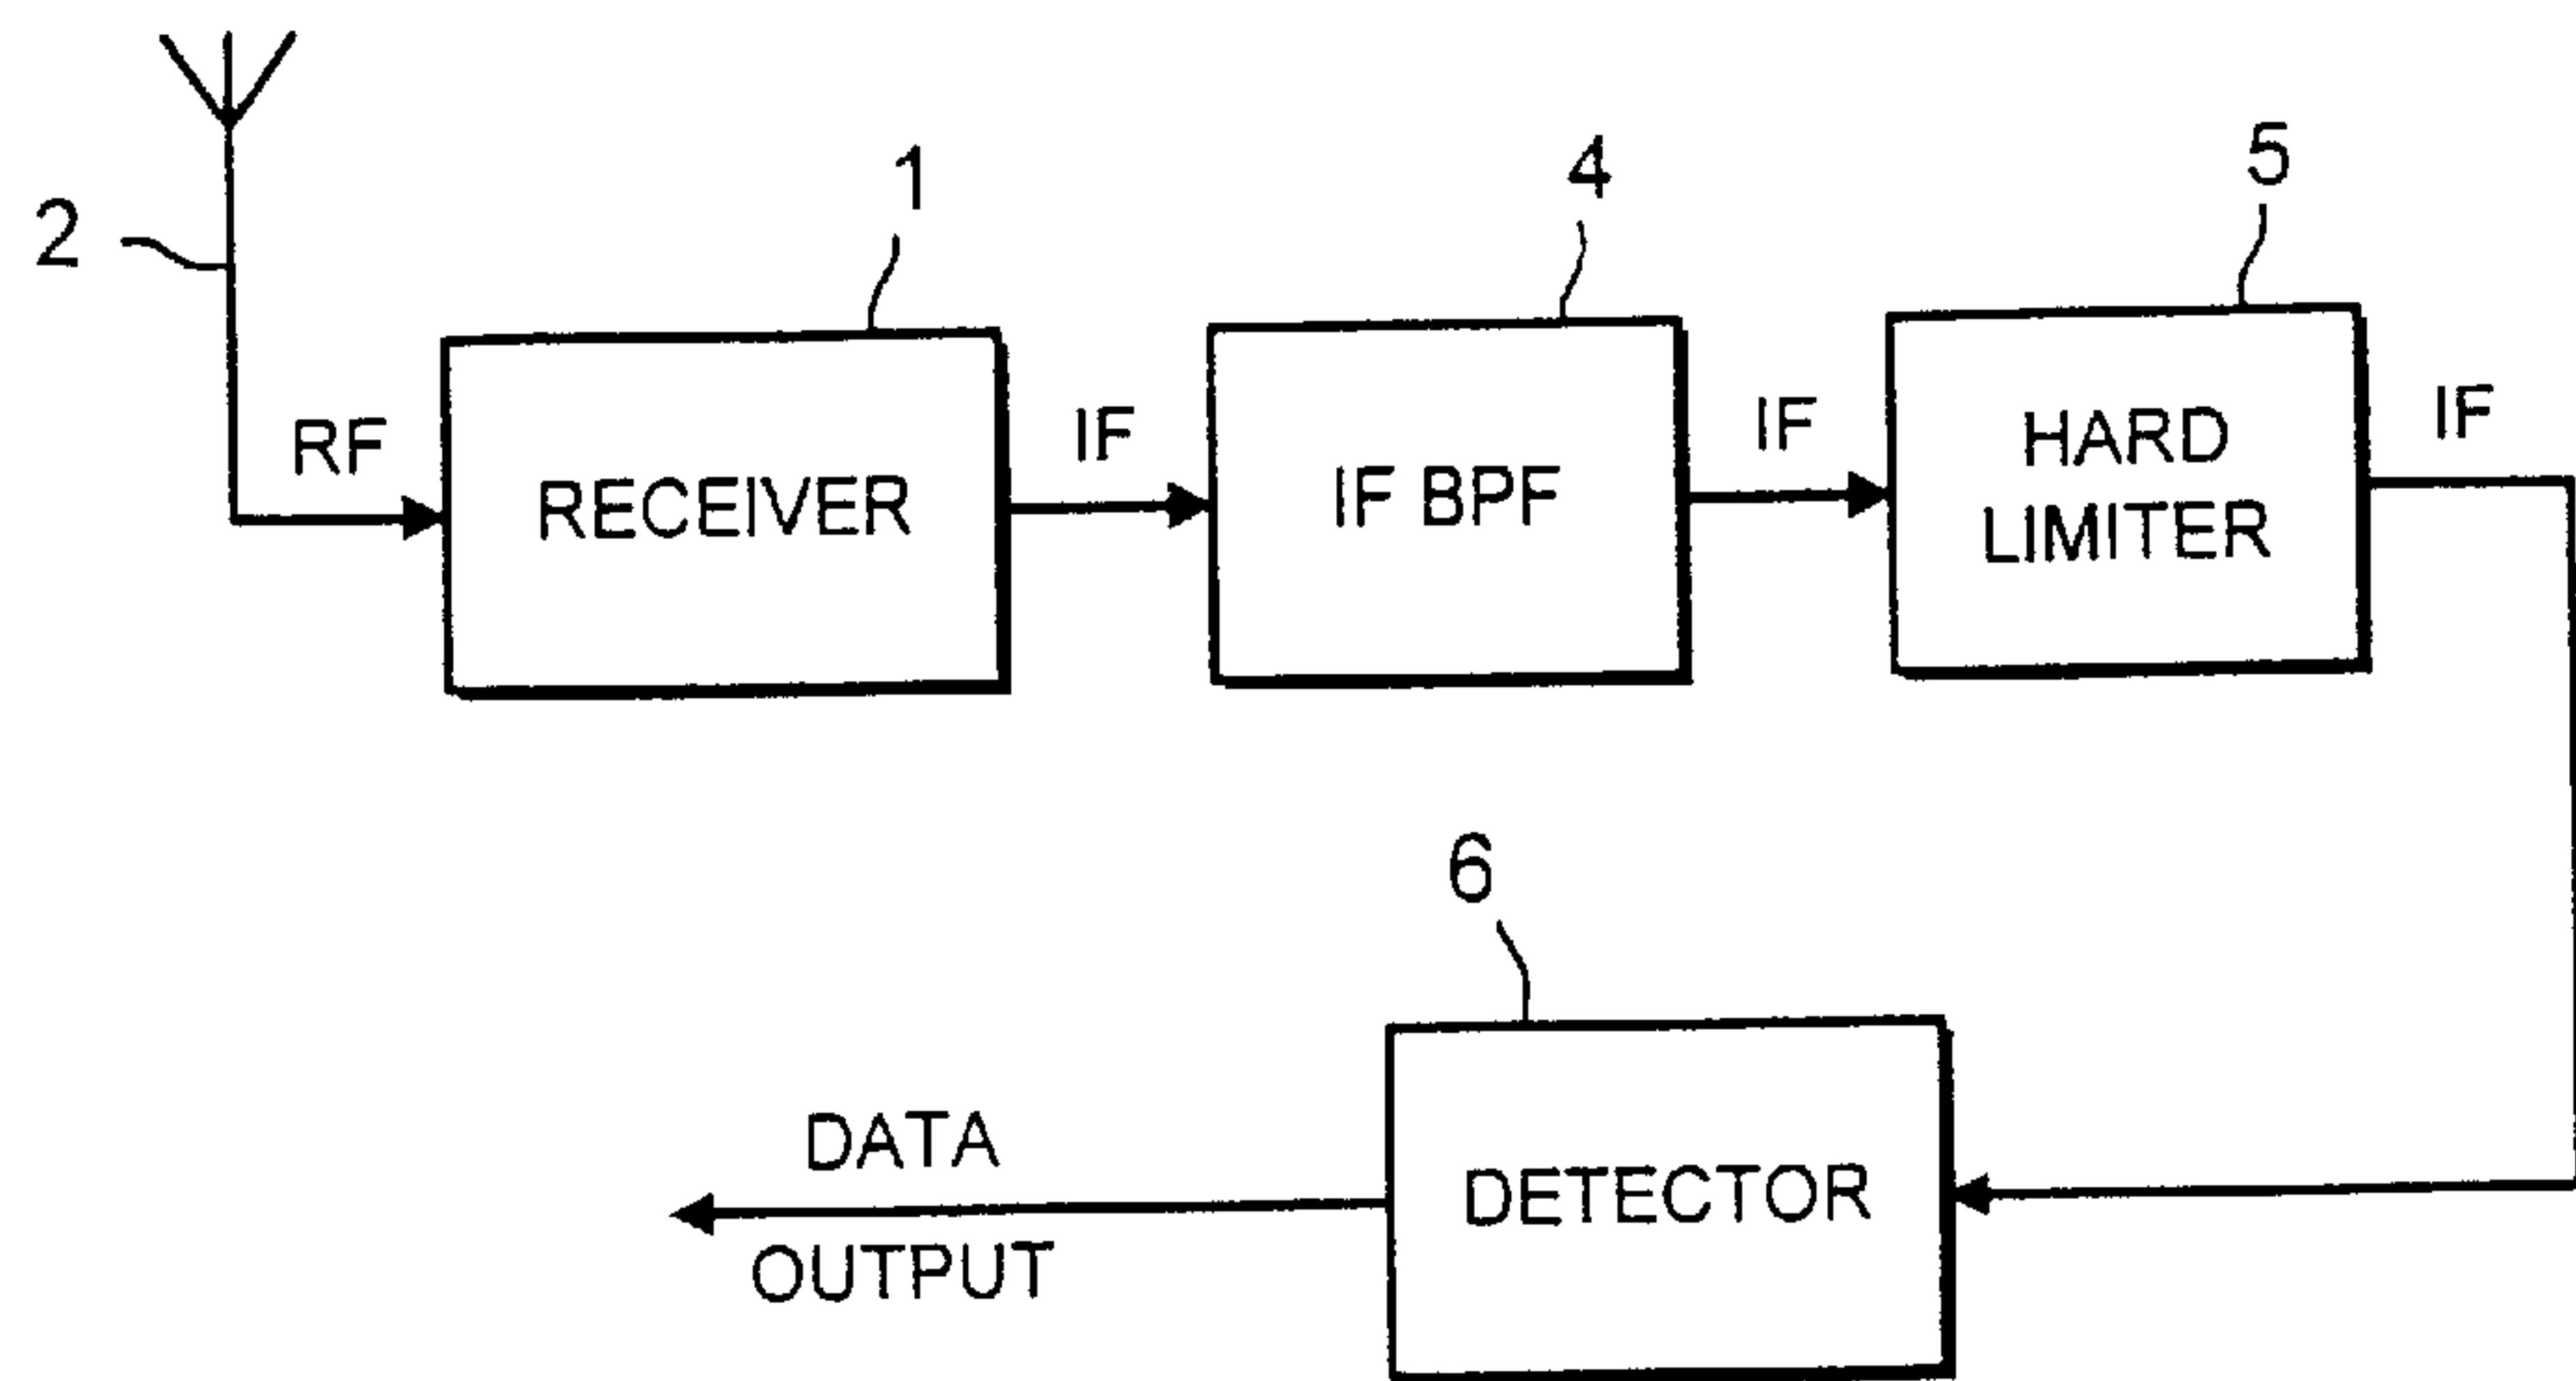 2
1
4
5
RF
RECEIVER
IF
IF BPF
IF
HARD
LIMITER
IF
6
DATA
OUTPUT
DETECTOR